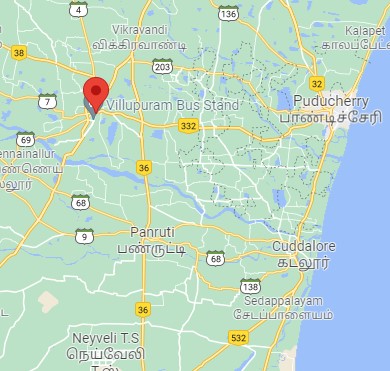 4
Vikravandi
விக்கிரவாண்டி
136
Kalapet
38
203
32
7
Villupuram Bus Stand
Puducherry
பாண்டிச்சேரி
332
69
36
68
9
Panruti
பண்ருட்டி
68
Cuddalore
கடலூர்
138
Sedappalayam
சேடப்பாளையம்
36
532
Neyveli T.S
நெய்வேலி